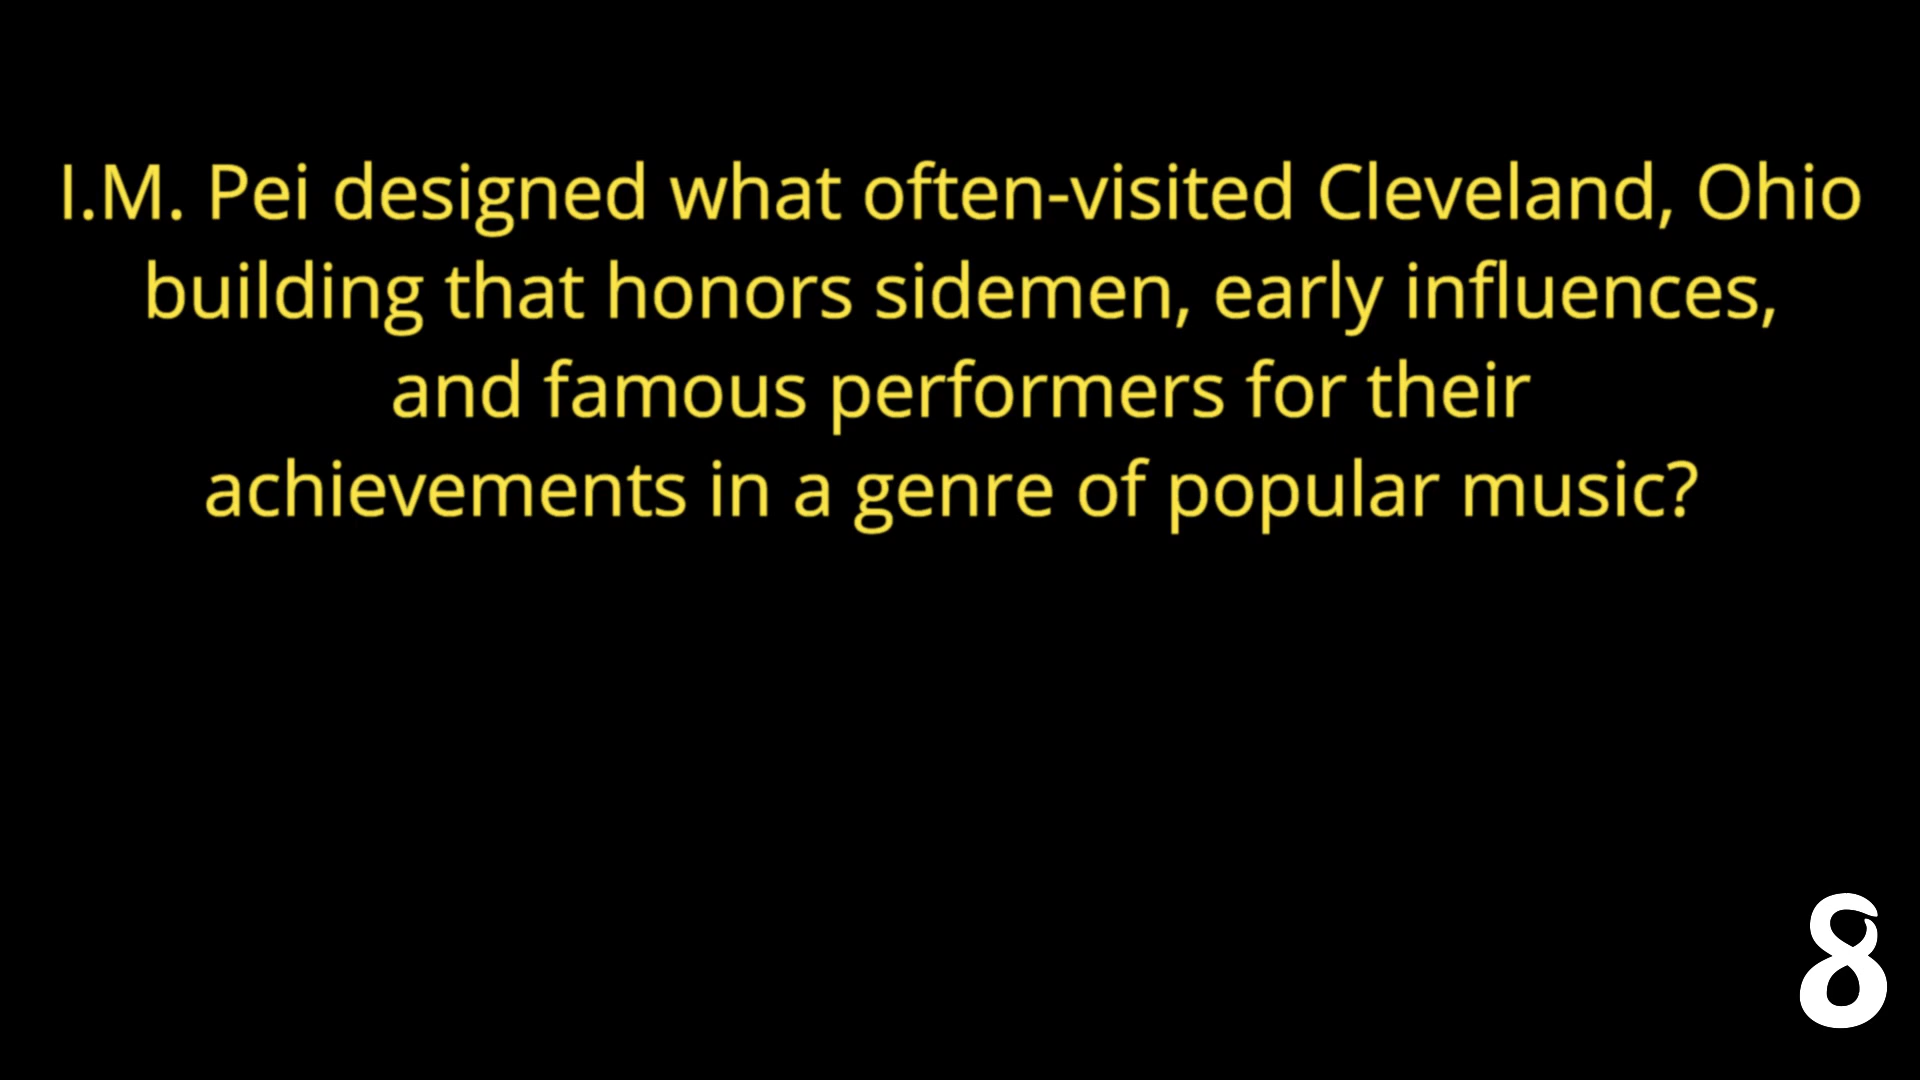 I.M. Pei designed what often-visited Cleveland, Ohio
building that honors sidemen, early influences,
and famous performers for their
achievements in a genre of popular music?
8